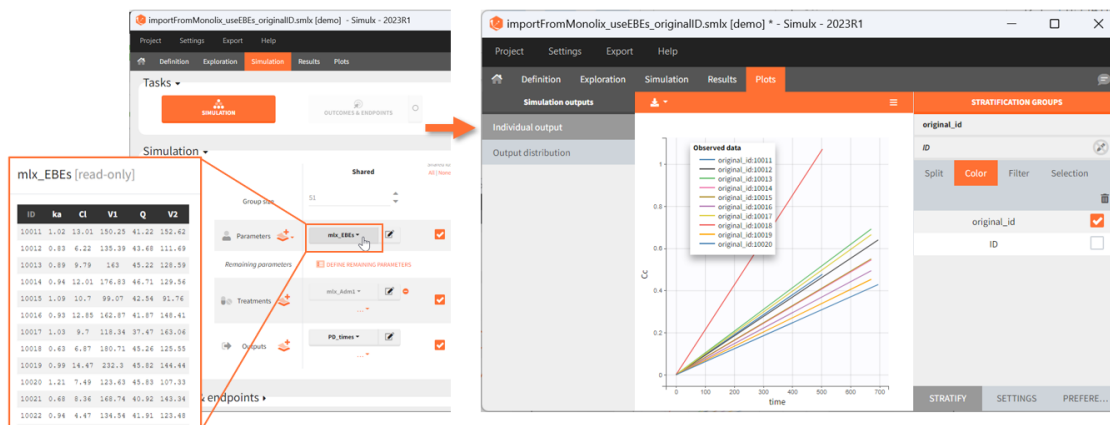 importFromMonolix_useEBEs_originalID.smlx [demo] - Simulx - 2023R1
Project Settings Export Help
Definition Exploration Simulation Results Plots
Tasks
SIMULATION
OUTCOMES & ENDPOINTS
Simulation
Shared
All | None
Group size
51
Parameters
mlx_EBEs
Remaining parameters
DEFINE REMAINING PARAMETERS
Treatments
mlx_Adm1
...
Outputs
PD_times
...
& endpoints
mlx_EBEs [read-only]
ID ka Cl V1 Q V2
10011 1.02 13.01 150.25 41.22 152.62
10012 0.83 6.22 135.39 43.68 111.69
10013 0.89 9.79 163 45.22 128.59
10014 0.94 12.01 176.83 46.71 129.56
10015 1.09 10.7 99.07 42.54 91.76
10016 0.93 12.85 162.87 41.87 148.41
10017 1.03 9.7 118.34 37.47 163.06
10018 0.63 6.87 180.71 45.26 125.55
10019 0.99 14.47 232.3 45.82 144.44
10020 1.21 7.49 123.63 45.83 107.33
10021 0.68 8.36 168.74 40.92 143.34
10022 0.94 4.47 134.54 41.91 123.48
importFromMonolix_useEBEs_originalID.smlx [demo] * - Simulx - 2023R1
Project Settings Export Help
Definition Exploration Simulation Results Plots
Simulation outputs
Individual output
Output distribution
Observed data
original_id:10011
original_id:10012
original_id:10013
original_id:10014
original_id:10015
original_id:10016
original_id:10017
original_id:10018
original_id:10019
original_id:10020
1
0.8
0.6
0.4
0.2
0
Cc
0 100 200 300 400 500 600 700
time
STRATIFICATION GROUPS
original_id
ID
Split Color Filter Selection
original_id
ID
STRATIFY SETTINGS PREFERE...